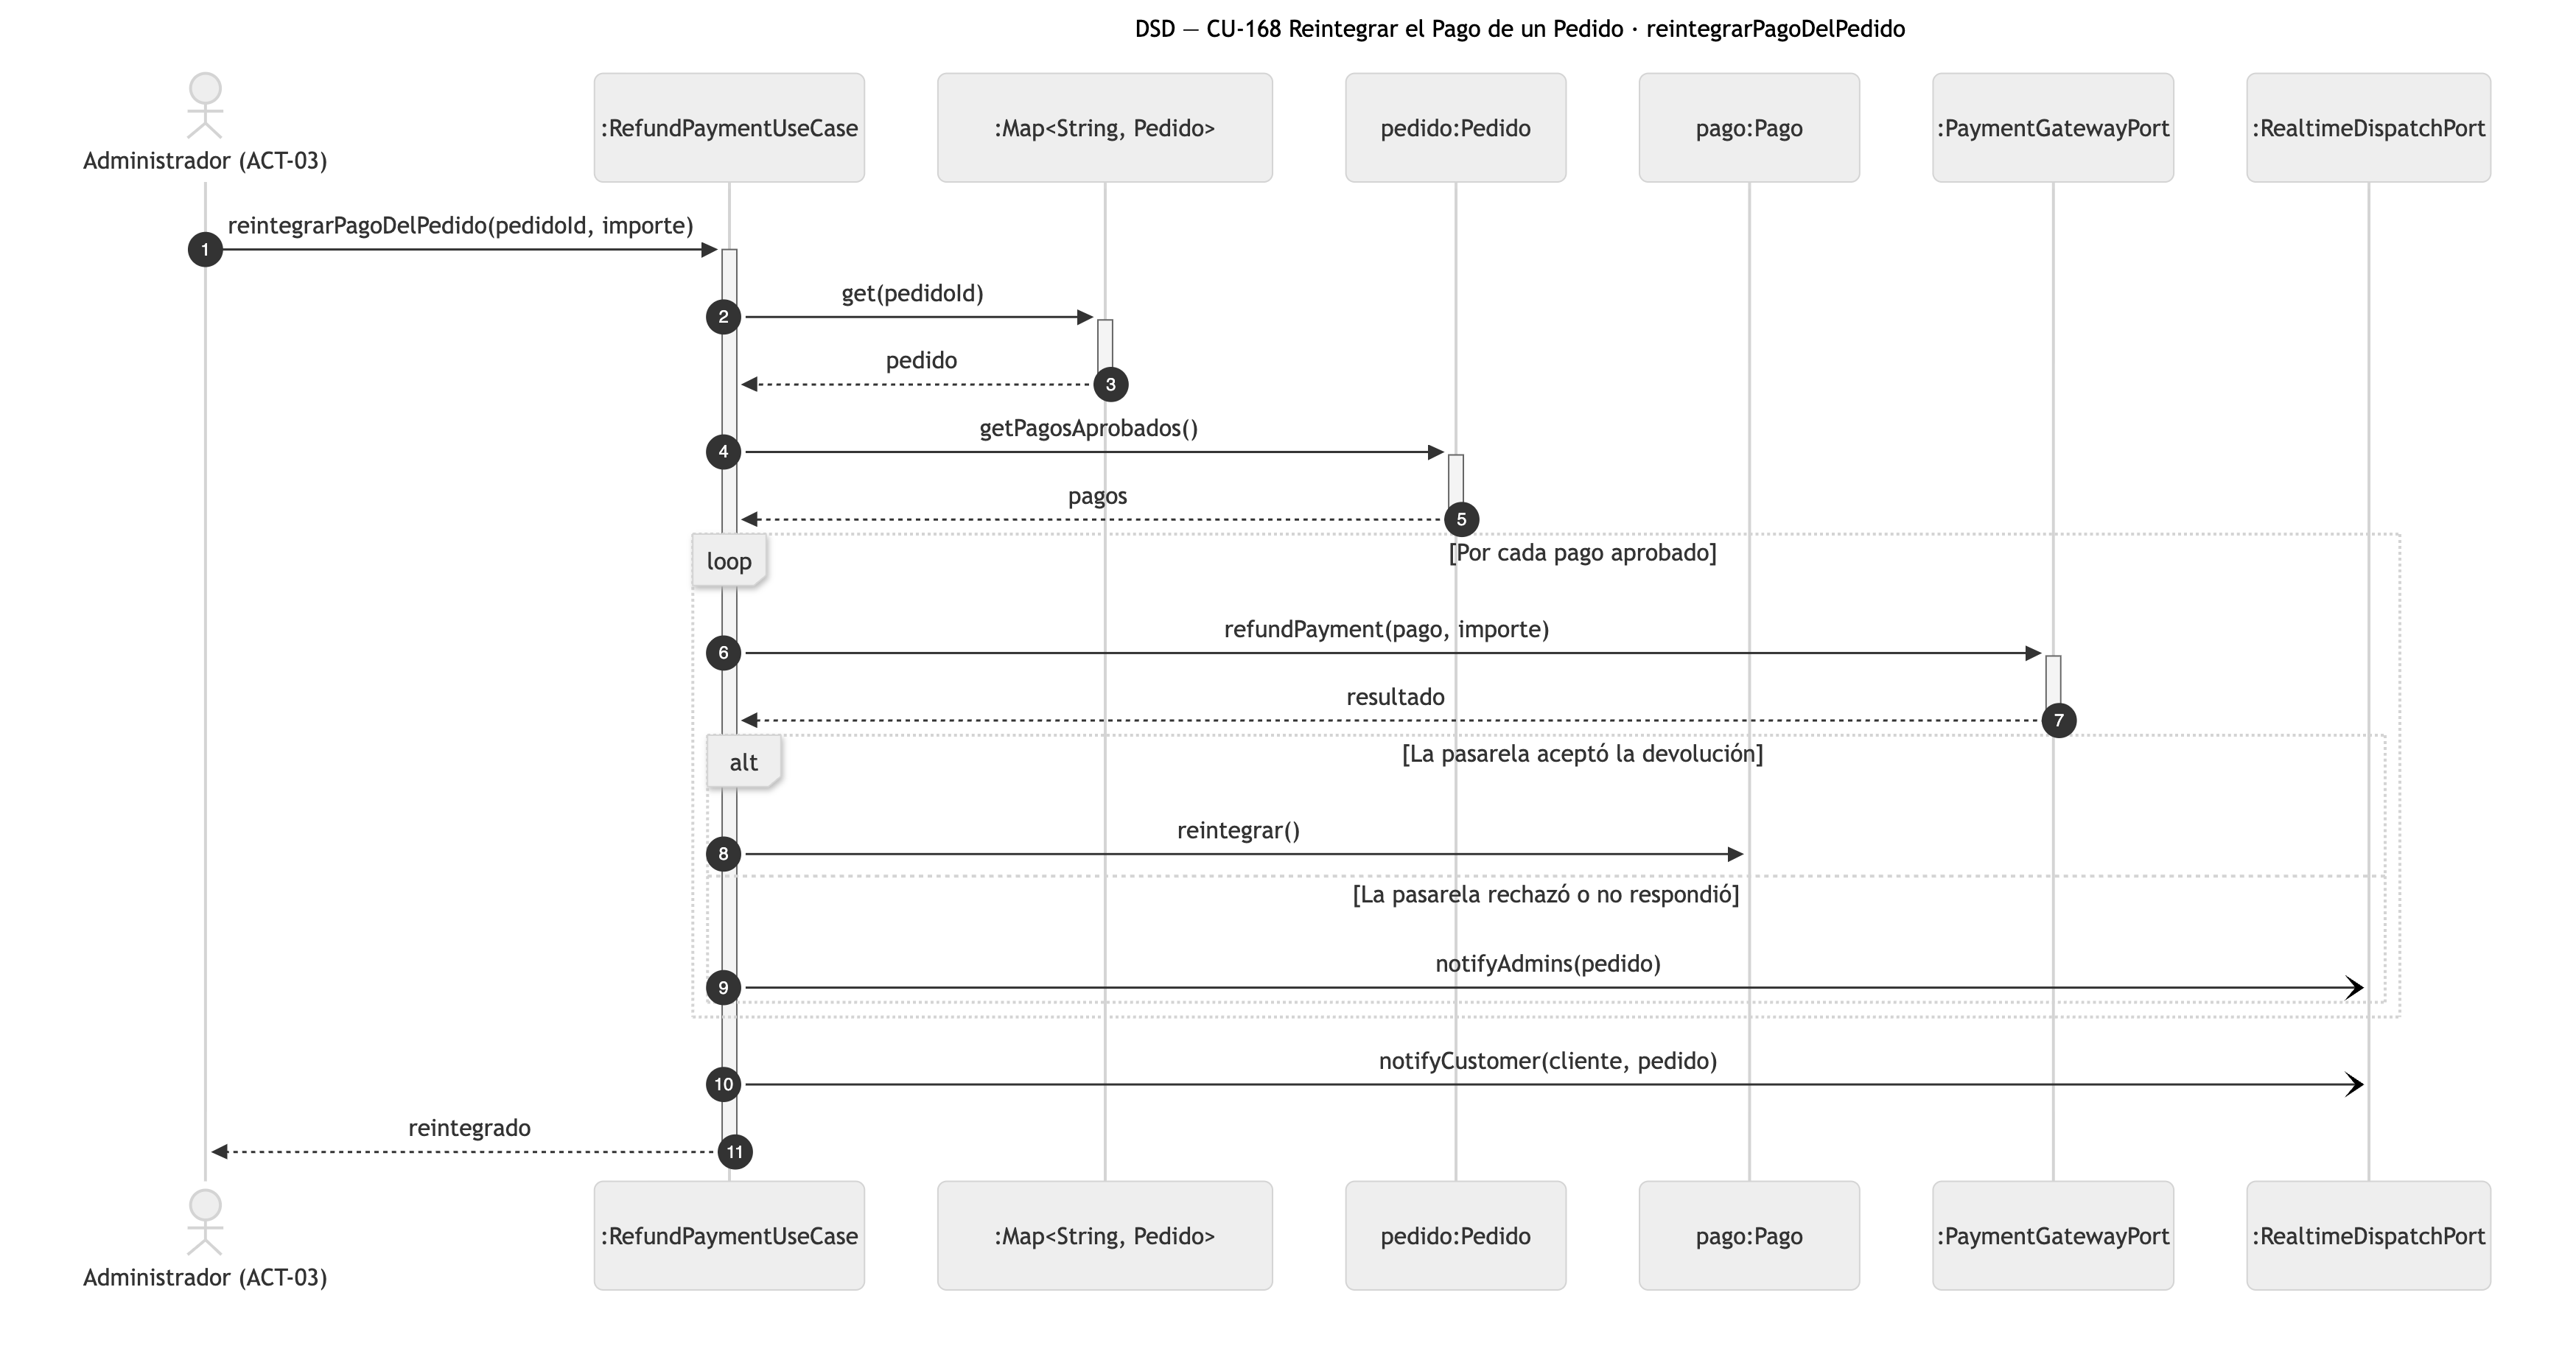 DSD — CU-168 Reintegrar el Pago de un Pedido · reintegrarPagoDelPedido
Administrador (ACT-03)
:RefundPaymentUseCase
:Map<String, Pedido>
pedido:Pedido
pago:Pago
:PaymentGatewayPort
:RealtimeDispatchPort
reintegrarPagoDelPedido(pedidoId, importe)
1
get(pedidoId)
2
pedido
3
getPagosAprobados()
4
pagos
5
loop
[Por cada pago aprobado]
refundPayment(pago, importe)
6
resultado
7
alt
[La pasarela aceptó la devolución]
reintegrar()
8
[La pasarela rechazó o no respondió]
notifyAdmins(pedido)
9
notifyCustomer(cliente, pedido)
10
reintegrado
11
Administrador (ACT-03)
:RefundPaymentUseCase
:Map<String, Pedido>
pedido:Pedido
pago:Pago
:PaymentGatewayPort
:RealtimeDispatchPort